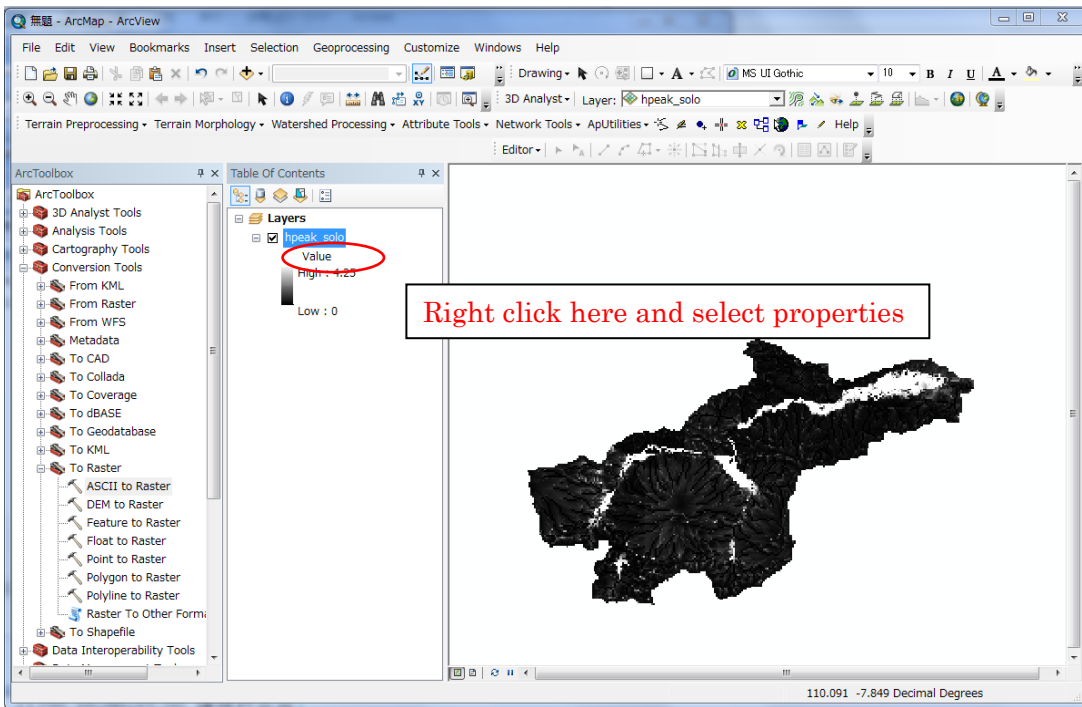 無題 - ArcMap - ArcView
File Edit View Bookmarks Insert Selection Geoprocessing Customize Windows Help
Drawing A MS UI Gothic 10 B I U A
3D Analyst Layer: hpeak_solo
Terrain Preprocessing Terrain Morphology Watershed Processing Attribute Tools Network Tools ApUtilities Help
Editor
ArcToolbox
ArcToolbox
3D Analyst Tools
Analysis Tools
Cartography Tools
Conversion Tools
From KML
From Raster
From WFS
Metadata
To CAD
To Collada
To Coverage
To dBASE
To Geodatabase
To KML
To Raster
ASCII to Raster
DEM to Raster
Feature to Raster
Float to Raster
Point to Raster
Polygon to Raster
Polyline to Raster
Raster To Other Forma
To Shapefile
Data Interoperability Tools
Table Of Contents
Layers
hpeak_solo
Value
High : 4.25
Low : 0
Right click here and select properties
110.091 -7.849 Decimal Degrees